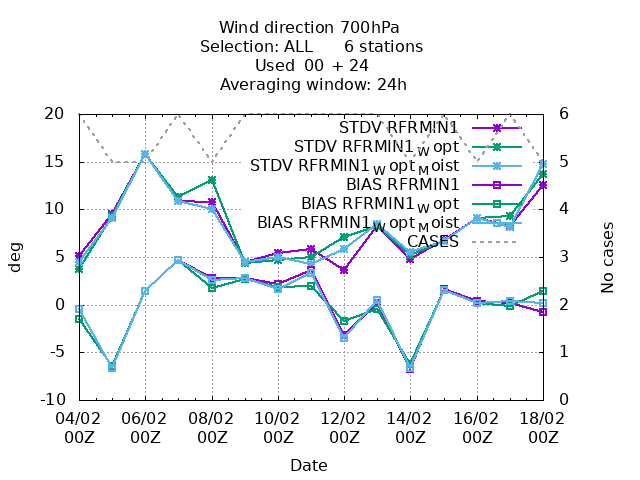 Wind direction 700hPa
Selection: ALL 6 stations
Used 00 + 24
Averaging window: 24h
20 6
STDV RFRMIN1
STDV RFRMIN1_W opt
15 5
STDV RFRMIN1_W opt_M oist
BIAS RFRMIN1
BIAS RFRMIN1_W opt
10 4
BIAS RFRMIN1_W opt_M oist
CASES
deg
No cases
5 3
0 2
-5 1
-10 0
04/02 06/02 08/02 10/02 12/02 14/02 16/02 18/02
00Z 00Z 00Z 00Z 00Z 00Z 00Z 00Z
Date